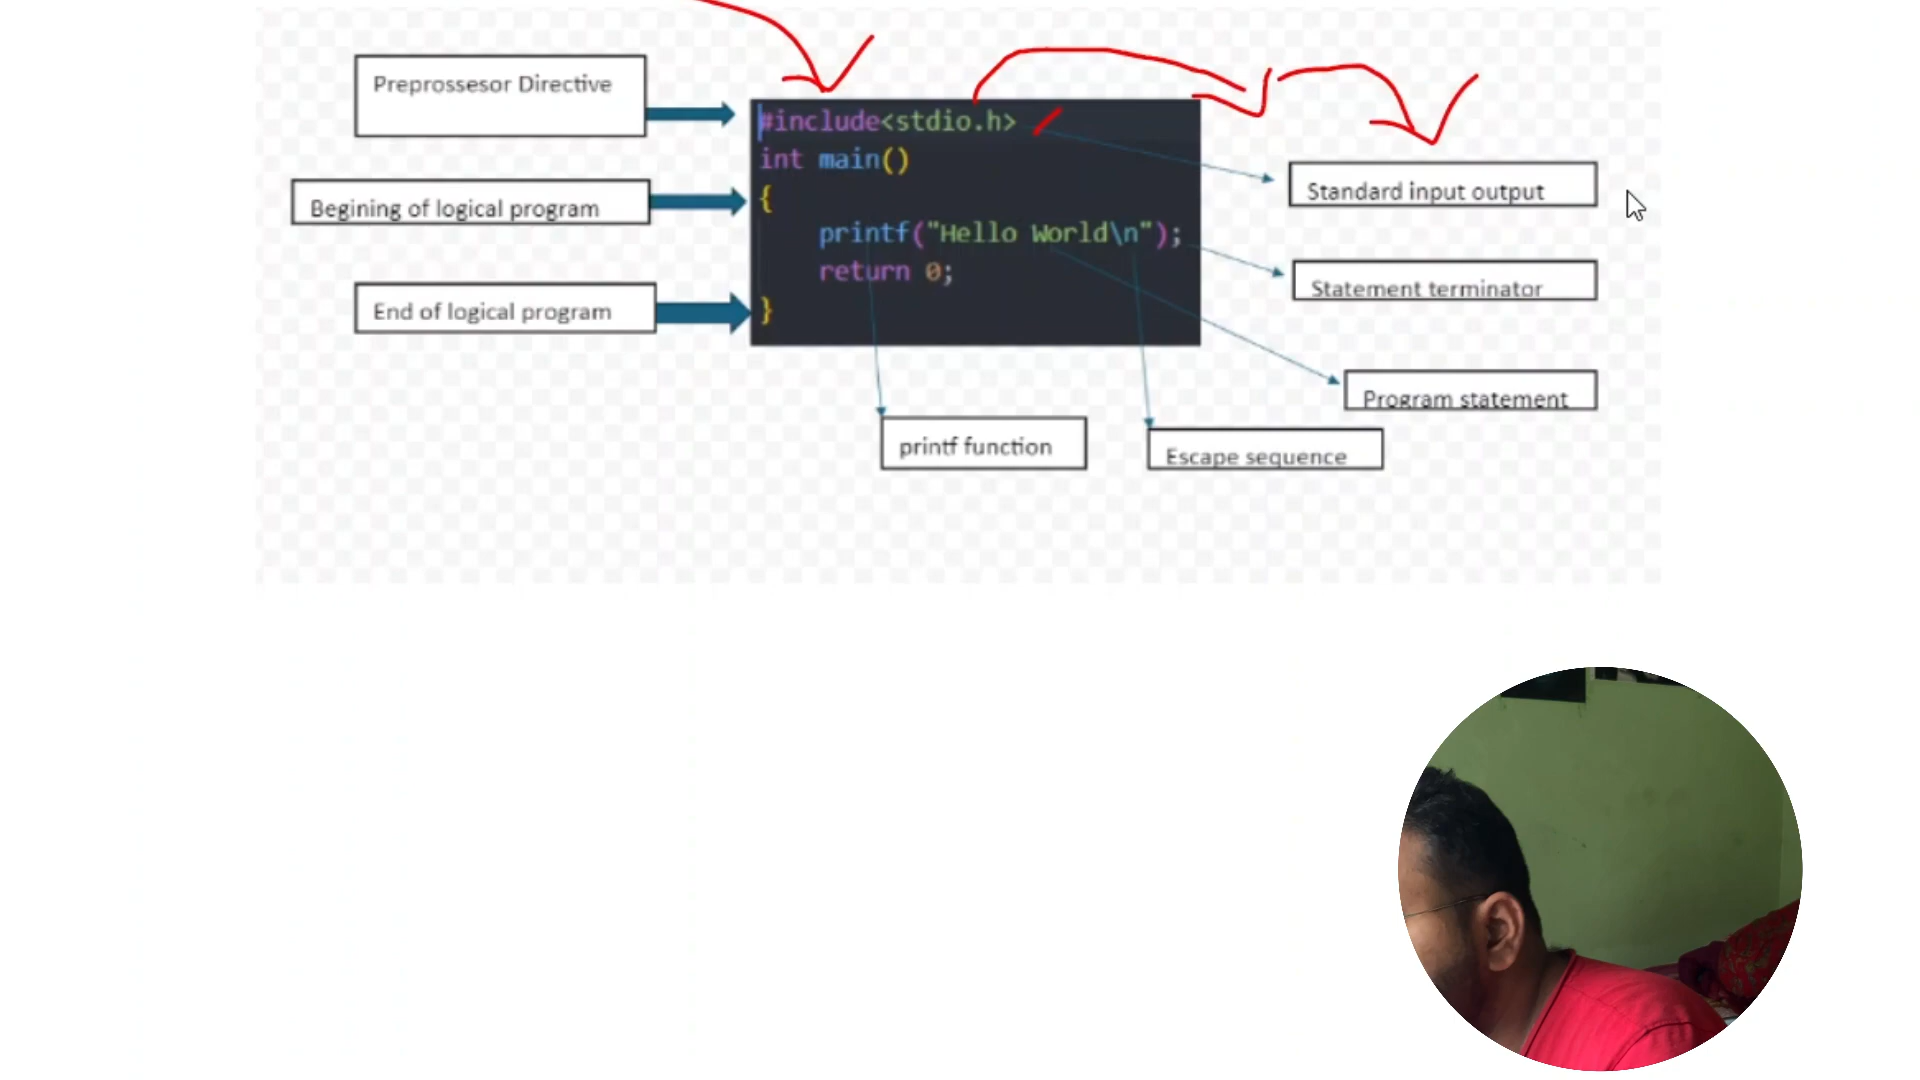 Preprossesor Directive
Begining of logical program
End of logical program
#include<stdio.h>
int main()
{
printf("Hello World\n");
return 0;
}
Standard input output
Statement terminator
Program statement
printf function
Escape sequence